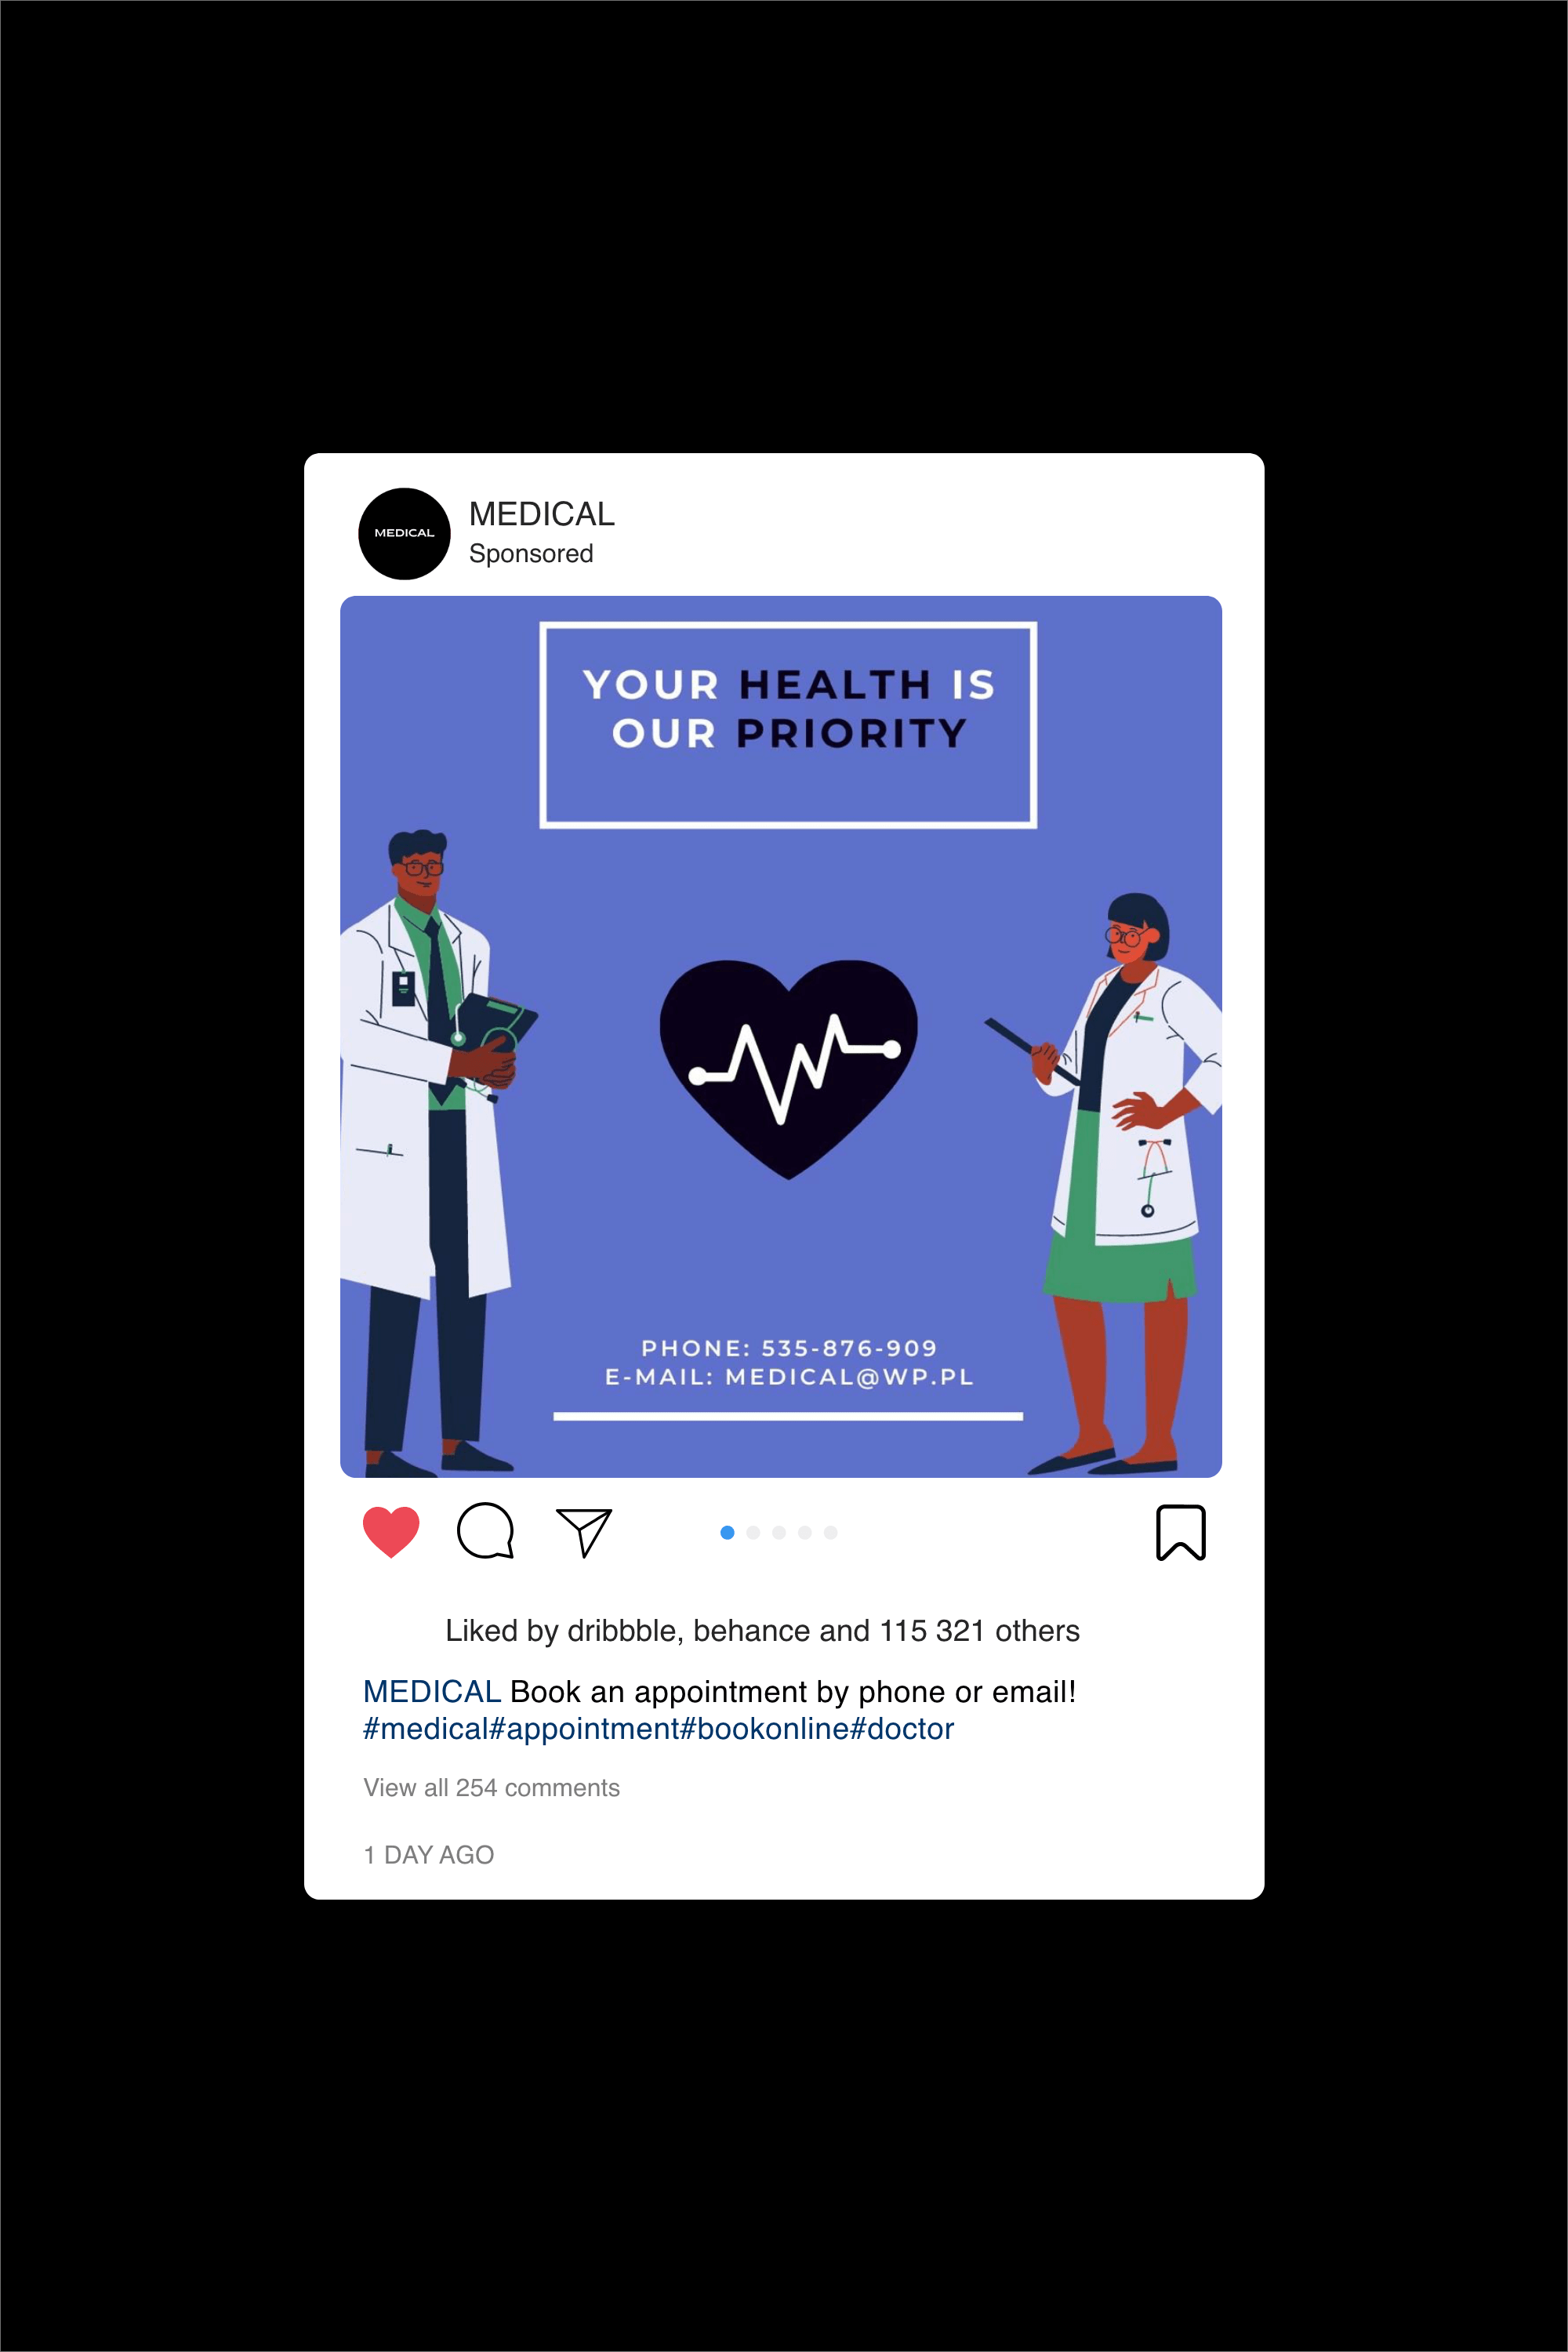 MEDICAL
MEDICAL
Sponsored
YOUR HEALTH IS
OUR PRIORITY
PHONE: 535-876-909
E-MAIL: MEDICAL@WP.PL
Liked by dribbble, behance and 115 321 others
MEDICAL Book an appointment by phone or email!
#medical#appointment#bookonline#doctor
View all 254 comments
1 DAY AGO